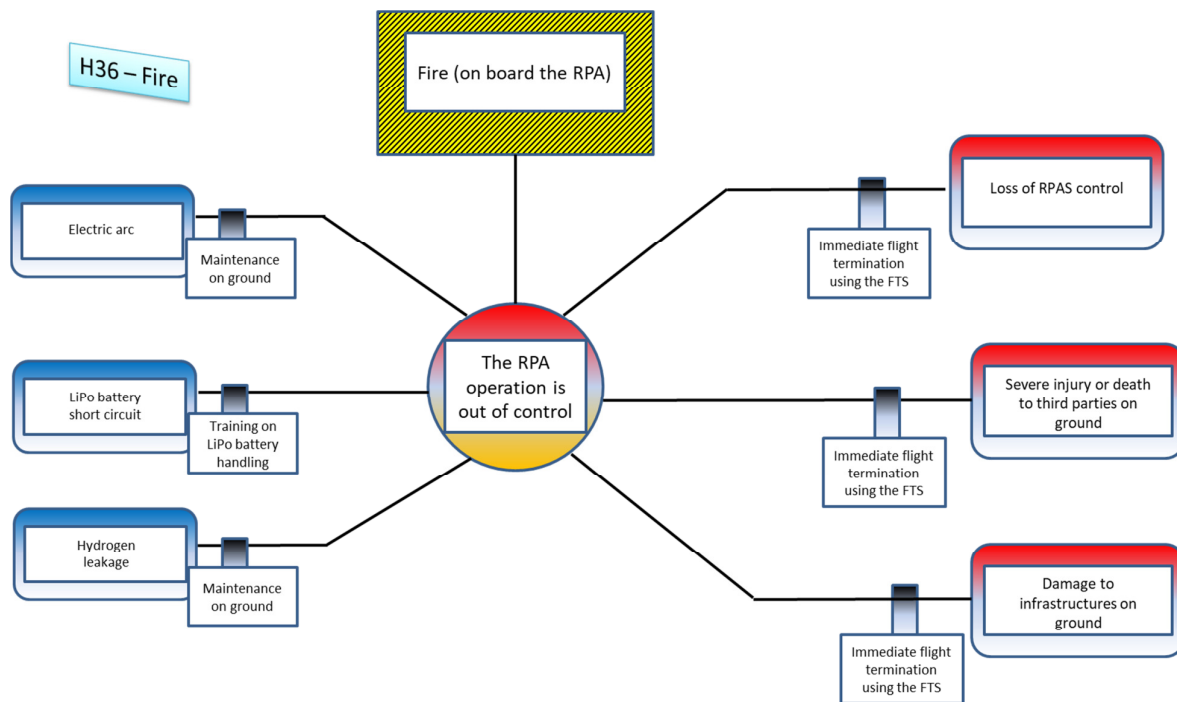 H36 – Fire
Fire (on board the RPA)
Electric arc
Maintenance
on ground
LiPo battery
short circuit
Training on
LiPo battery
handling
Hydrogen
leakage
Maintenance
on ground
The RPA
operation is
out of control
Loss of RPAS control
Immediate flight
termination
using the FTS
Severe injury or death
to third parties on
ground
Immediate flight
termination
using the FTS
Damage to
infrastructures on
ground
Immediate flight
termination
using the FTS